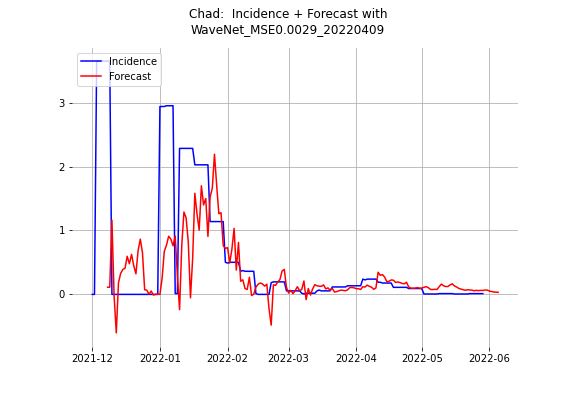 Chad:  Incidence + Forecast with
WaveNet_MSE0.0029_20220409
Incidence
Forecast
3
2
1
0
2021-12
2022-01
2022-02
2022-03
2022-04
2022-05
2022-06